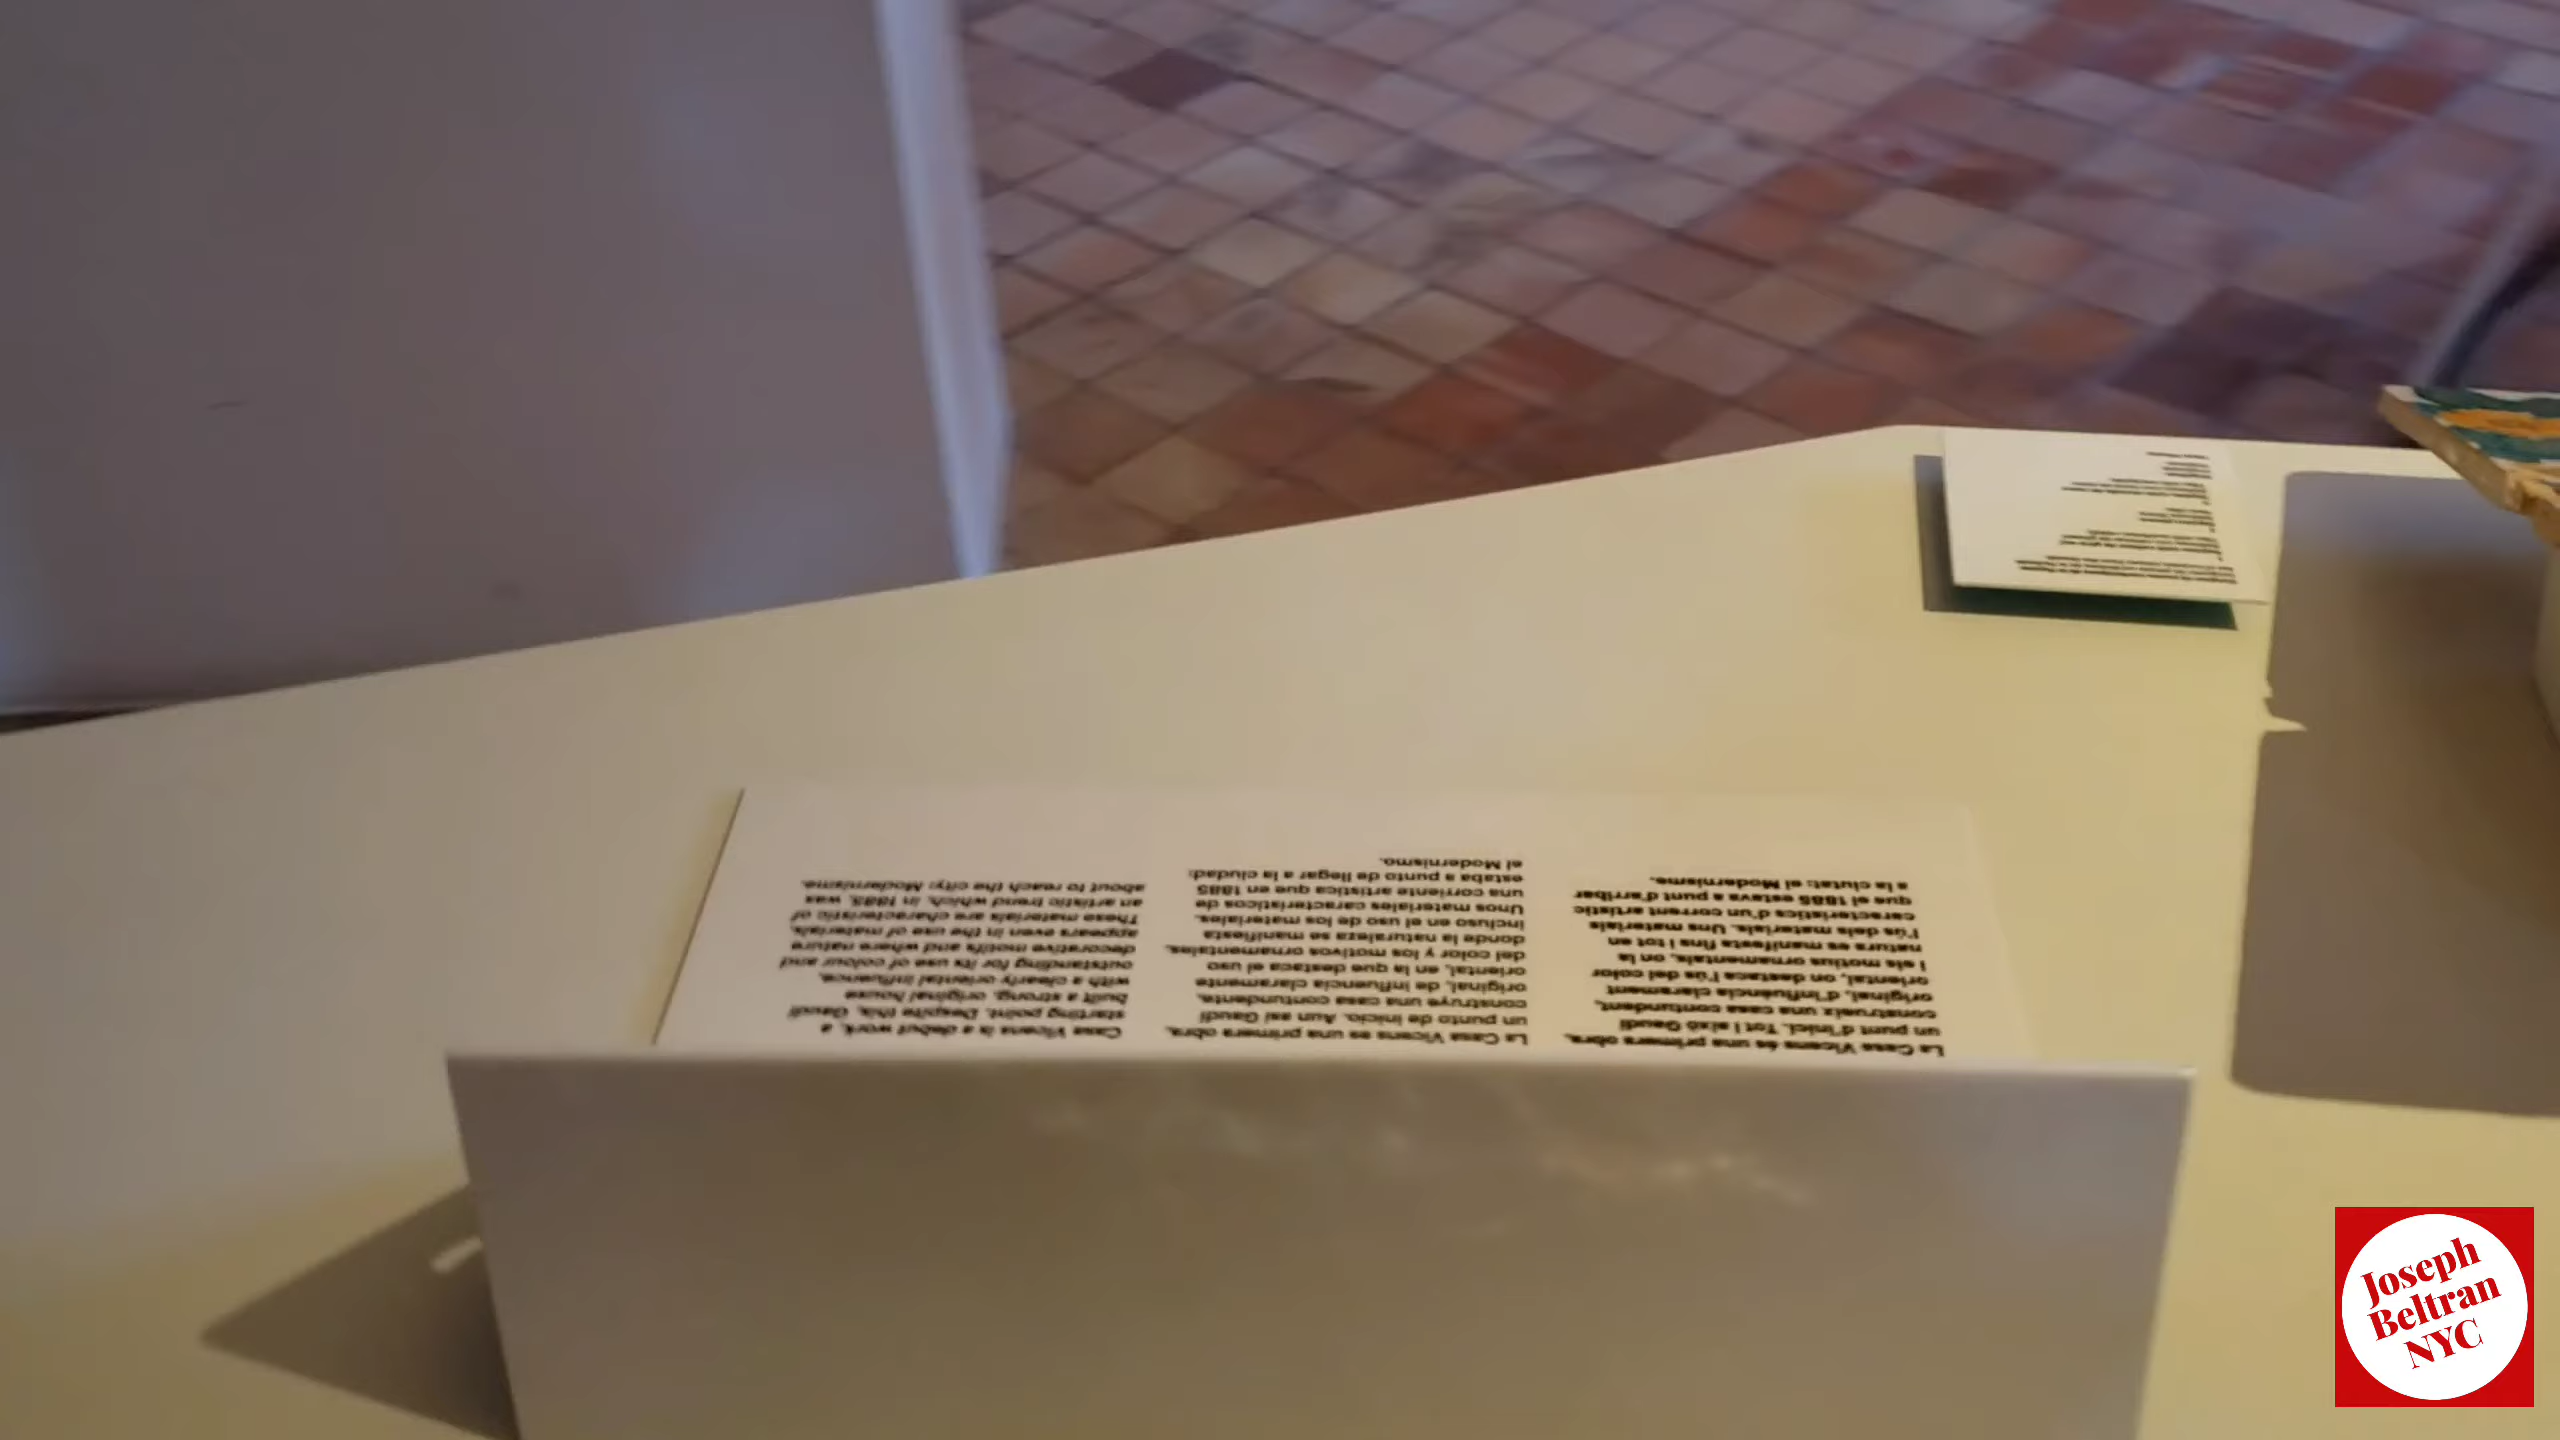 La Casa Vicens és una primera obra,
un punt d'inici. Tot i això Gaudí
construeix una casa contundent,
original, d'influència clarament
oriental, on destaca l'ús del color
i els motius ornamentals, on la
natura es manifesta fins i tot en
l'ús dels materials. Uns materials
característics d'un corrent artístic
que el 1885 estava a punt d'arribar
a la ciutat: el Modernisme.
La Casa Vicens es una primera obra,
un punto de inicio. Aun así Gaudí
construye una casa contundente,
original, de influencia claramente
oriental, en la que destaca el uso
del color y los motivos ornamentales,
donde la naturaleza se manifiesta
incluso en el uso de los materiales.
Unos materiales característicos de
una corriente artística que en 1885
estaba a punto de llegar a la ciudad:
el Modernismo.
Casa Vicens is a debut work, a
starting point. Despite this, Gaudí
built a strong, original house
with a clearly oriental influence,
outstanding for its use of colour and
decorative motifs and where nature
appears even in the use of materials.
These materials are characteristic of
an artistic trend which, in 1885, was
about to reach the city: Modernisme.
Joseph
Beltran
NYC